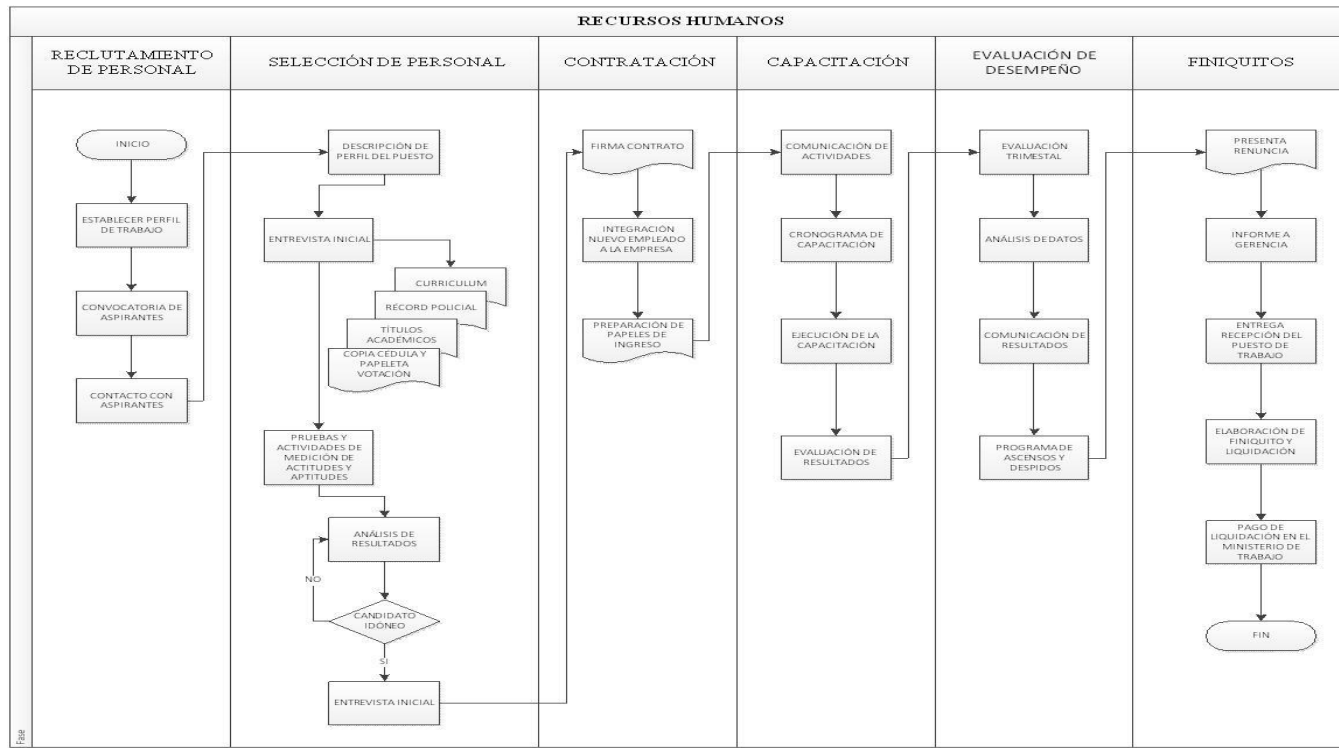 RECURSOS HUMANOS
RECLUTAMIENTO
DE PERSONAL
SELECCIÓN DE PERSONAL
CONTRATACIÓN
CAPACITACIÓN
EVALUACIÓN DE
DESEMPEÑO
FINIQUITOS
Fase
INICIO
ESTABLECER PERFIL
DE TRABAJO
CONVOCATORIA DE
ASPIRANTES
CONTACTO CON
ASPIRANTES
DESCRIPCIÓN DE
PERFIL DEL PUESTO
ENTREVISTA INICIAL
CURRICULUM
RÉCORD POLICIAL
TÍTULOS
ACADÉMICOS
COPIA CÉDULA Y
PAPELETA
VOTACIÓN
PRUEBAS Y
ACTIVIDADES DE
MEDICIÓN DE
ACTITUDES Y
APTITUDES
ANÁLISIS DE
RESULTADOS
NO
CANDIDATO
IDÓNEO
SI
ENTREVISTA INICIAL
FIRMA CONTRATO
INTEGRACIÓN
NUEVO EMPLEADO
A LA EMPRESA
PREPARACIÓN DE
PAPELES DE
INGRESO
COMUNICACIÓN DE
ACTIVIDADES
CRONOGRAMA DE
CAPACITACIÓN
EJECUCIÓN DE LA
CAPACITACIÓN
EVALUACIÓN DE
RESULTADOS
EVALUACIÓN
TRIMESTAL
ANÁLISIS DE DATOS
COMUNICACIÓN DE
RESULTADOS
PROGRAMA DE
ASCENSOS Y
DESPIDOS
PRESENTA
RENUNCIA
INFORME A
GERENCIA
ENTREGA
RECEPCIÓN DEL
PUESTO DE
TRABAJO
ELABORACIÓN DE
FINIQUITO Y
LIQUIDACIÓN
PAGO DE
LIQUIDACIÓN EN EL
MINISTERIO DE
TRABAJO
FIN